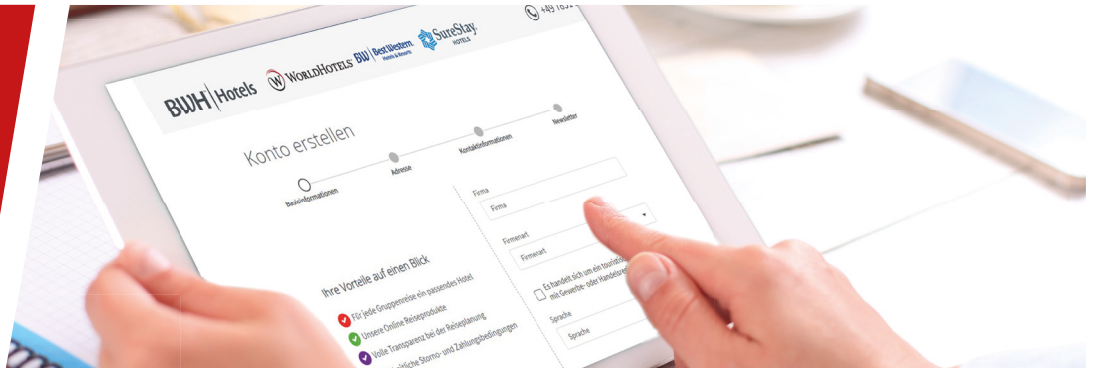 BWH Hotels
W WORLDHOTELS
BW Best Western
Hotels & Resorts
SureStay
HOTELS
Konto erstellen
Basisinformationen
Adresse
Kontaktinformationen
Newsletter
Ihre Vorteile auf einen Blick
Für jede Gruppenreise ein passendes Hotel
Unsere Online Reiseprodukte
Volle Transparenz bei der Reiseplanung
Storno- und Zahlungsbedingungen
Firma
Firma
Firmenart
Firmenart
Es handelt sich um ein
mit Gewerbe- oder
Sprache
Sprache